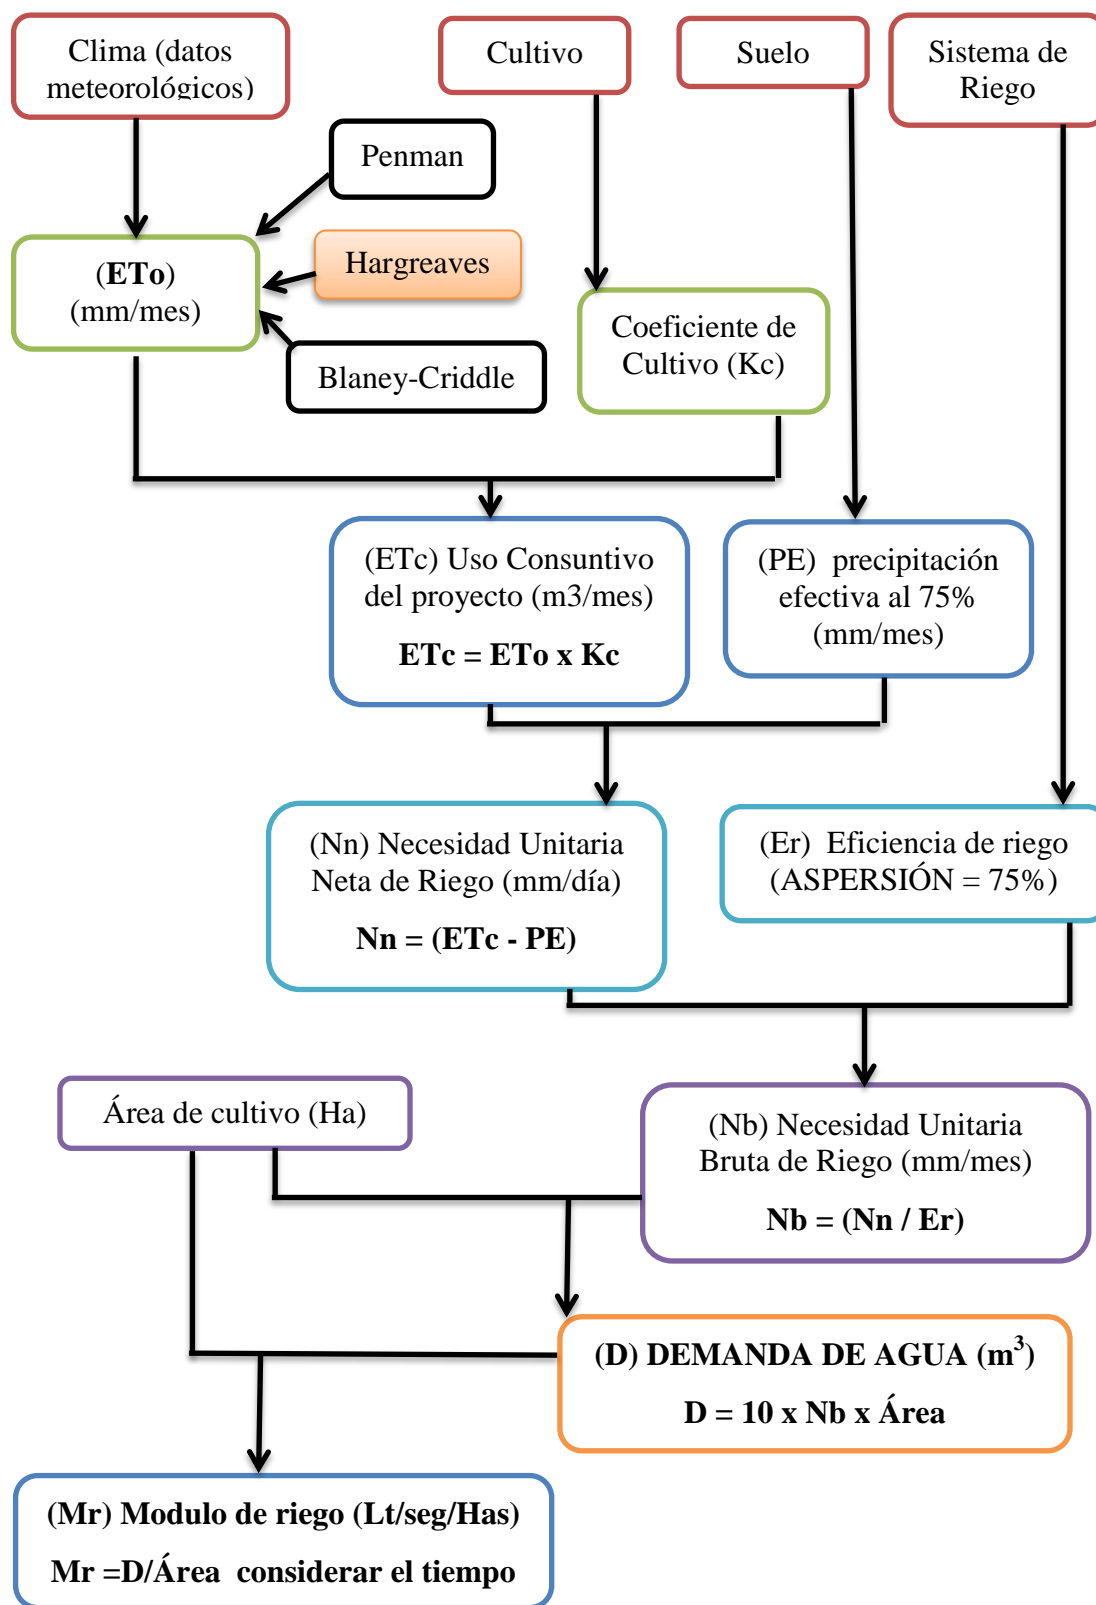 Clima (datos
meteorológicos)
Cultivo
Suelo
Sistema de
Riego
Penman
(ETo)
(mm/mes)
Hargreaves
Blaney-Criddle
Coeficiente de
Cultivo (Kc)
(ETc) Uso Consuntivo
del proyecto (m3/mes)
ETc = ETo x Kc
(PE) precipitación
efectiva al 75%
(mm/mes)
(Nn) Necesidad Unitaria
Neta de Riego (mm/día)
Nn = (ETc - PE)
(Er) Eficiencia de riego
(ASPERSIÓN = 75%)
Área de cultivo (Ha)
(Nb) Necesidad Unitaria
Bruta de Riego (mm/mes)
Nb = (Nn / Er)
(D) DEMANDA DE AGUA (m³)
D = 10 x Nb x Área
(Mr) Modulo de riego (Lt/seg/Has)
Mr =D/Área considerar el tiempo